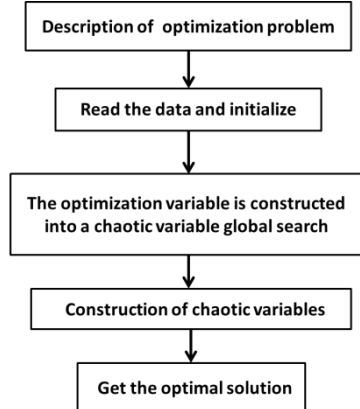 Description of optimization problem
Read the data and initialize
The optimization variable is constructed
into a chaotic variable global search
Construction of chaotic variables
Get the optimal solution